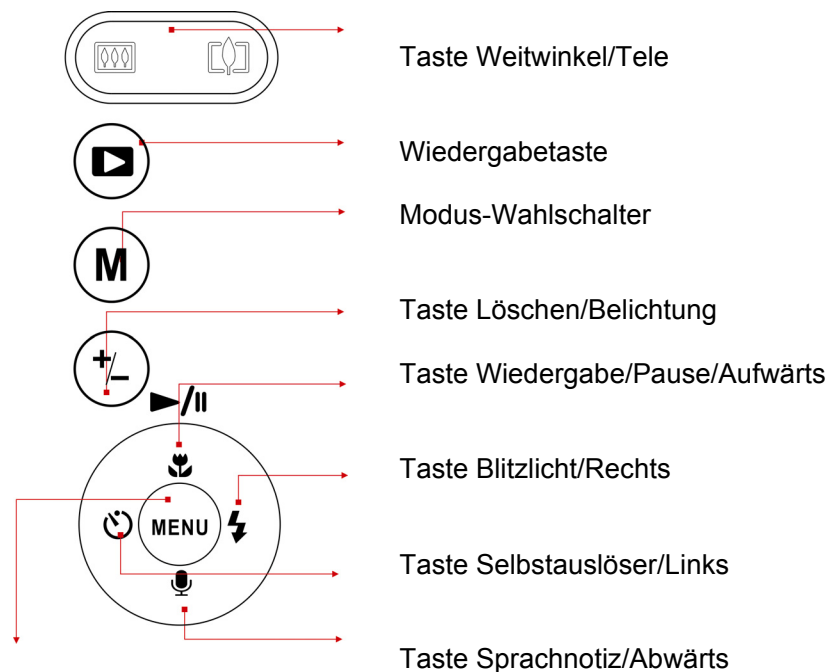 Taste Weitwinkel/Tele
Wiedergabetaste
Modus-Wahlschalter
M
Taste Löschen/Belichtung
+/−
Taste Wiedergabe/Pause/Aufwärts
Taste Blitzlicht/Rechts
MENU
Taste Selbstauslöser/Links
Taste Sprachnotiz/Abwärts